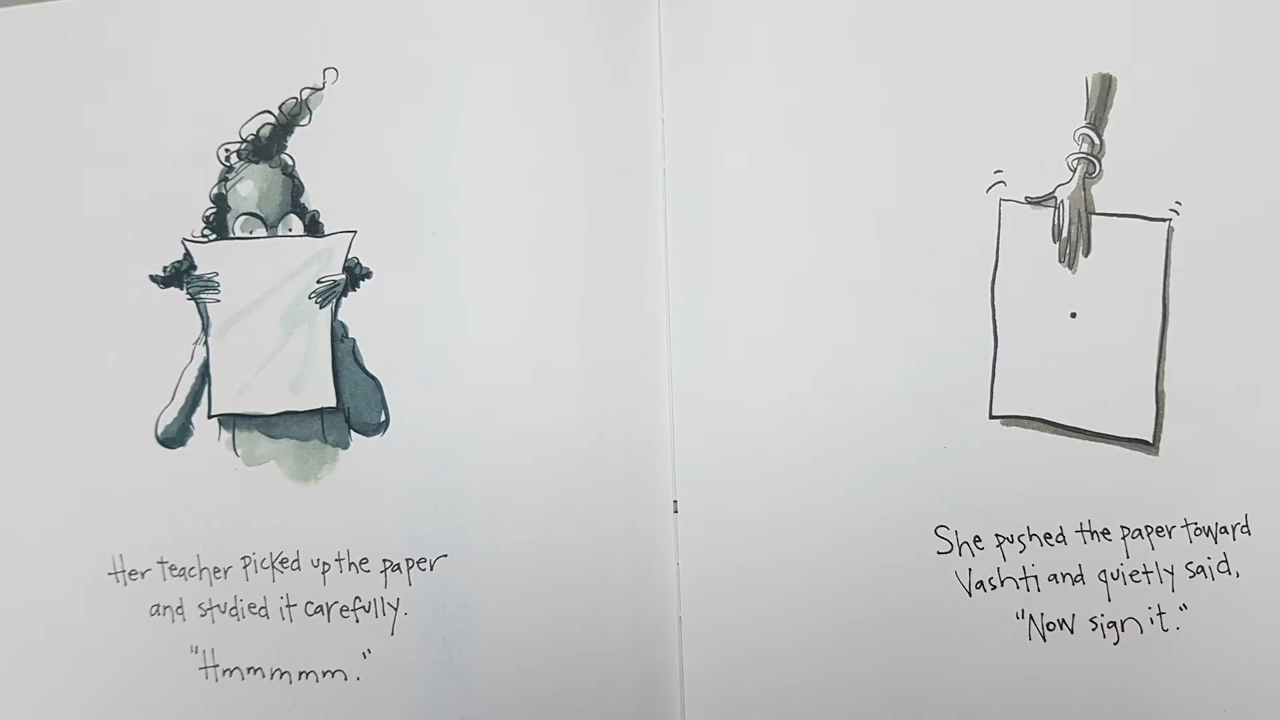 Her teacher picked up the paper
and studied it carefully.
"Hmmmmm."
She pushed the paper toward
Vashti and quietly said,
"Now sign it."